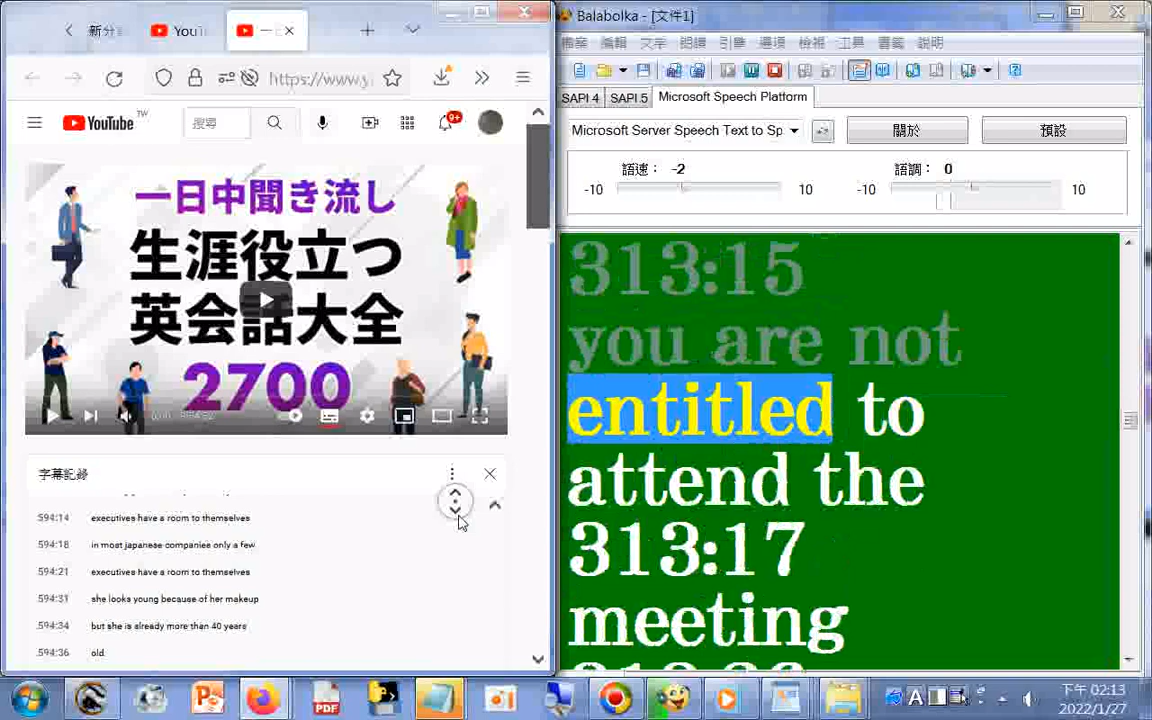 新分
You
一
https://www.y
YouTube TW
搜尋
9+
一日中聞き流し
生涯役立つ
英会話大全
2700
字幕記錄
594:14 executives have a room to themselves
594:18 in most japanese companies only a few
594:21 executives have a room to themselves
594:31 she looks young because of her makeup
594:34 but she is already more than 40 years
594:36 old
Balabolka - [文件1]
檔案 編輯 文字 朗讀 引擎 選項 檢視 工具 書籤 說明
SAPI 4 SAPI 5 Microsoft Speech Platform
Microsoft Server Speech Text to Sp
關於
預設
語速： -2
-10 10
語調： 0
-10 10
313:15
you are not
entitled to
attend the
313:17
meeting
PDF
A
下午 02:13
2022/1/27